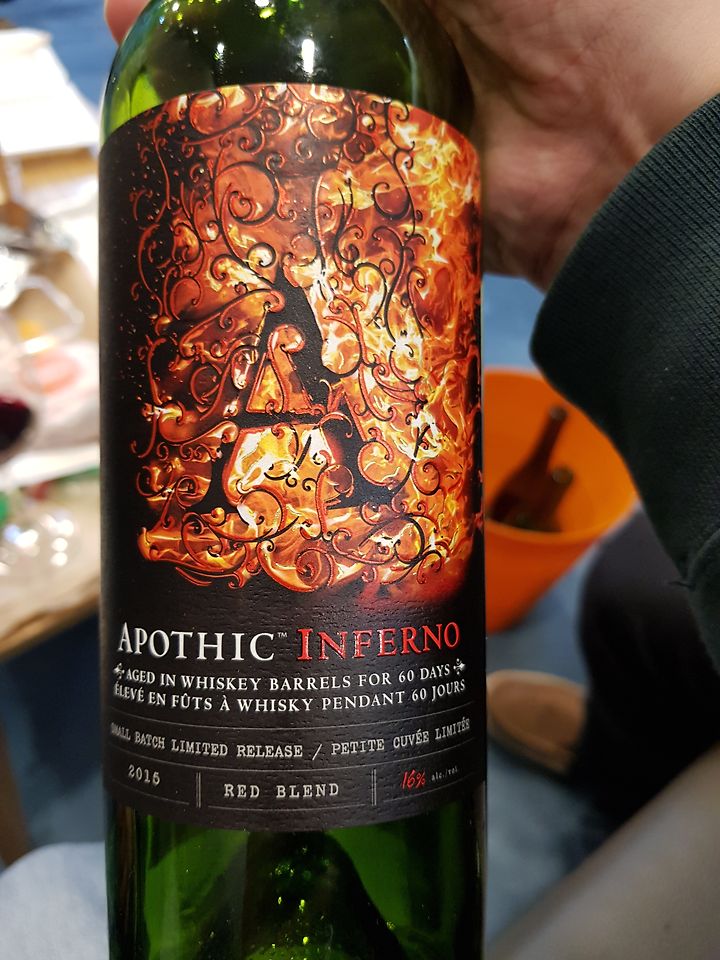 APOTHIC™ INFERNO
AGED IN WHISKEY BARRELS FOR 60 DAYS
ÉLEVÉ EN FÛTS À WHISKY PENDANT 60 JOURS
SMALL BATCH LIMITED RELEASE / PETITE CUVÉE LIMITÉE
2015 RED BLEND 16% alc./vol.